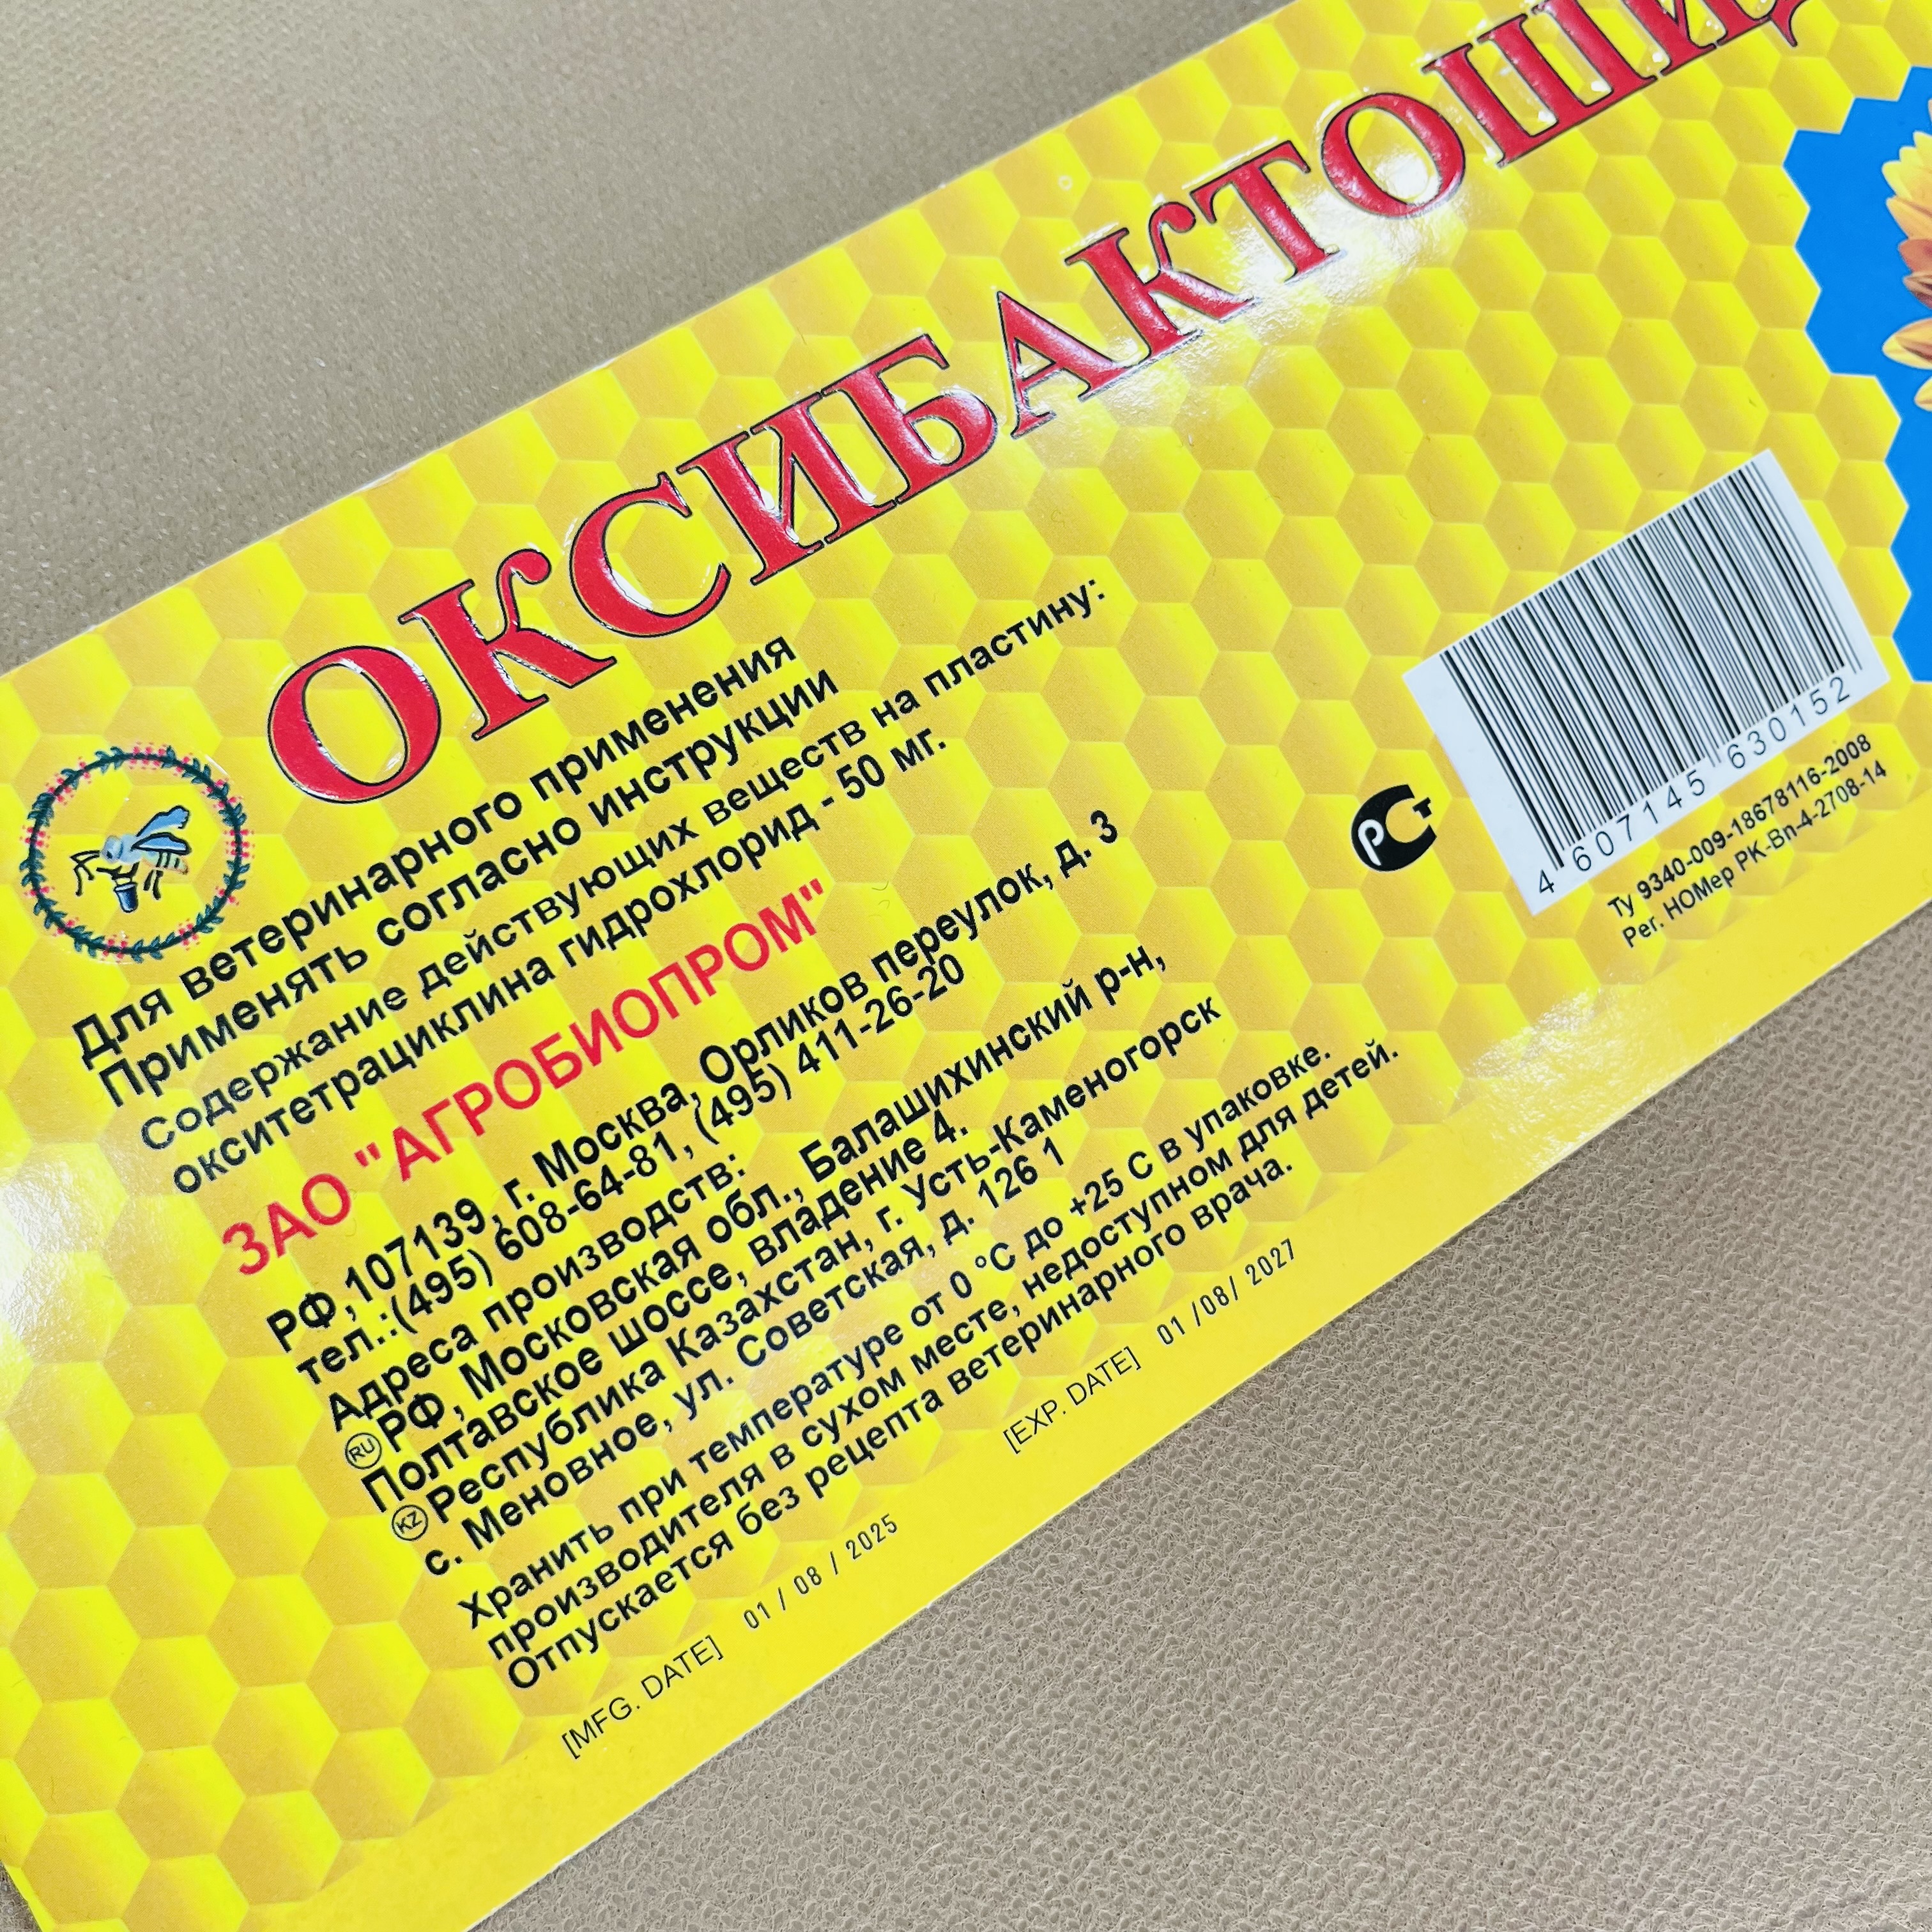 ОКСИБАКТОЦИД
Для ветеринарного применения
Применять согласно инструкции
Содержание действующих веществ на пластину:
окситетрациклина гидрохлорид - 50 мг.
ЗАО "АГРОБИОПРОМ"
РФ,107139, г. Москва, Орликов переулок, д. 3
тел.:(495) 608-64-81, (495) 411-26-20
Адреса производств:
RU РФ, Московская обл., Балашихинский р-н,
Полтавское шоссе, владение 4.
KZ Республика Казахстан, г. Усть-Каменогорск
с. Меновное, ул. Советская, д. 126 1
Хранить при температуре от 0 °С до +25 С в упаковке.
производителя в сухом месте, недоступном для детей.
Отпускается без рецепта ветеринарного врача.
[MFG. DATE] 01 / 08 / 2025 [EXP. DATE] 01 /08/ 2027
РСТ
4 607145 630152
Ту 9340-009-18678116-2008
Рег. НОМер РК-Вп-4-2708-14